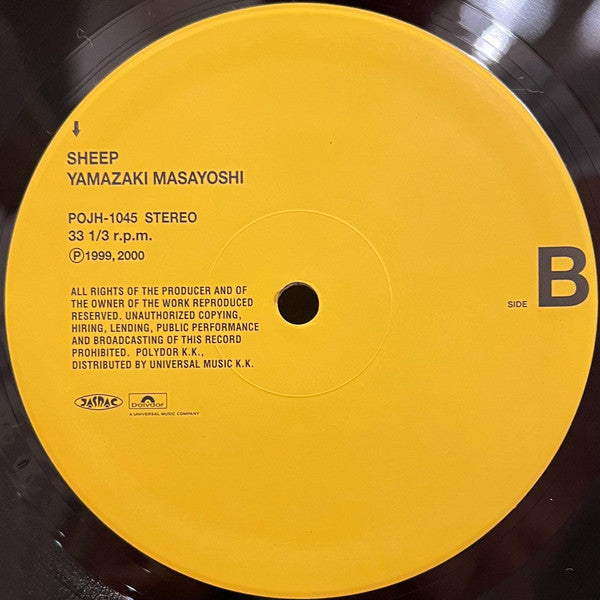 SHEEP
YAMAZAKI MASAYOSHI
POJH-1045 STEREO
33 1/3 r.p.m.
Ⓟ1999, 2000
SIDE B
ALL RIGHTS OF THE PRODUCER AND OF
THE OWNER OF THE WORK REPRODUCED
RESERVED. UNAUTHORIZED COPYING,
HIRING, LENDING, PUBLIC PERFORMANCE
AND BROADCASTING OF THIS RECORD
PROHIBITED. POLYDOR K.K.,
DISTRIBUTED BY UNIVERSAL MUSIC K.K.
JASRAC
Polydor
A UNIVERSAL MUSIC COMPANY